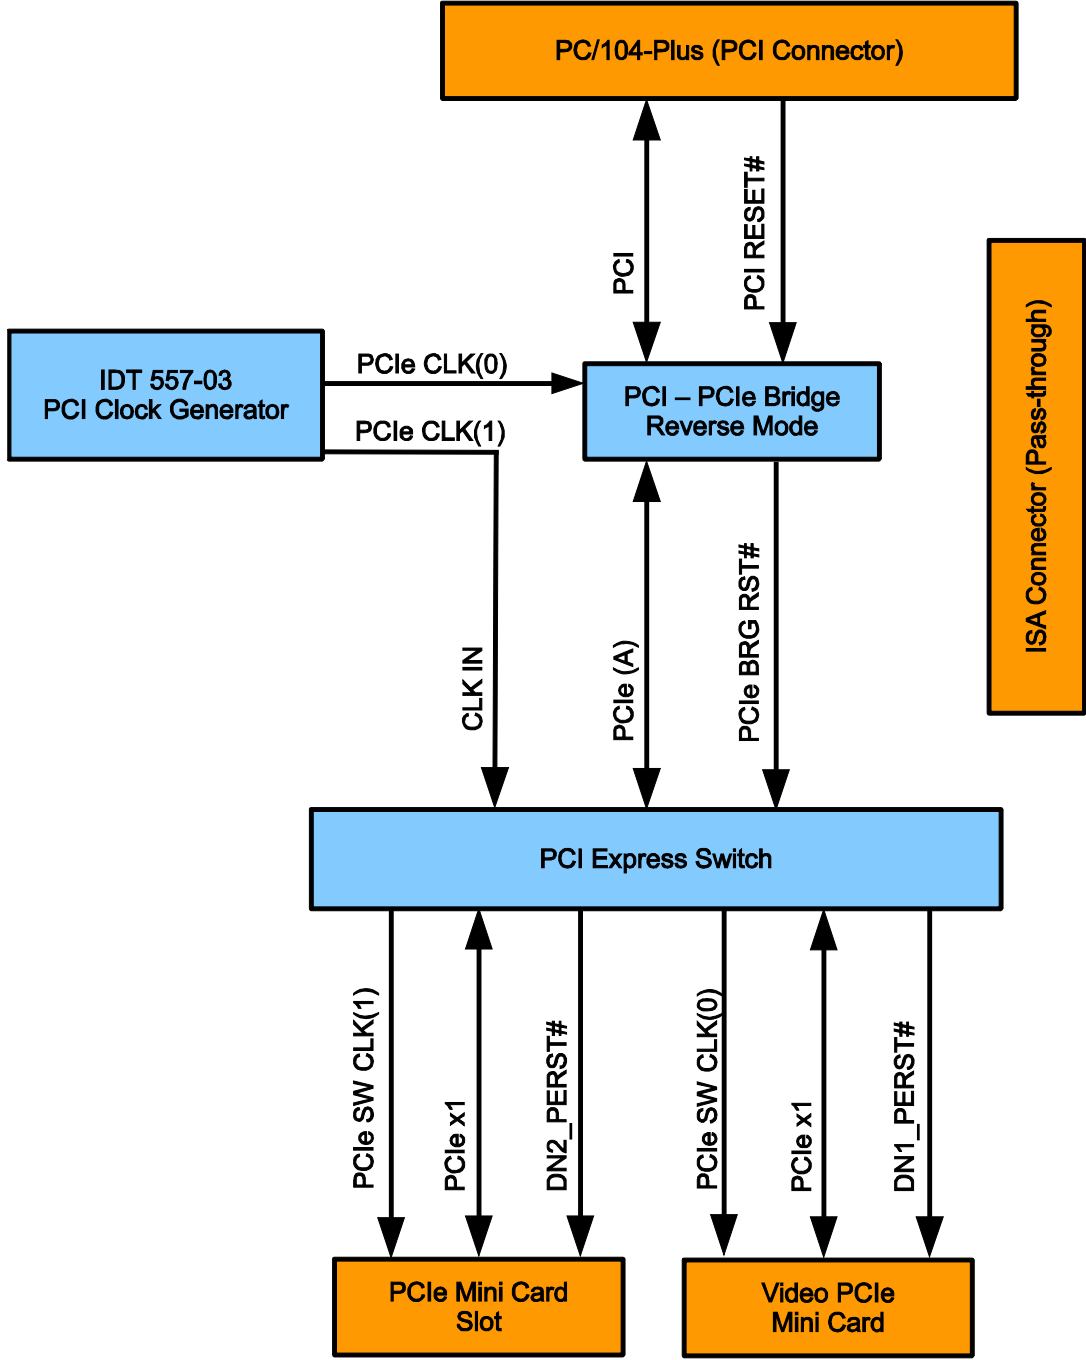 PC/104-Plus (PCI Connector)
PCI
PCI RESET#
ISA Connector (Pass-through)
IDT 557-03
PCI Clock Generator
PCIe CLK(0)
PCIe CLK(1)
PCI – PCIe Bridge
Reverse Mode
CLK IN
PCIe (A)
PCIe BRG RST#
PCI Express Switch
PCIe SW CLK(1)
PCIe x1
DN2_PERST#
PCIe SW CLK(0)
PCIe x1
DN1_PERST#
PCIe Mini Card
Slot
Video PCIe
Mini Card